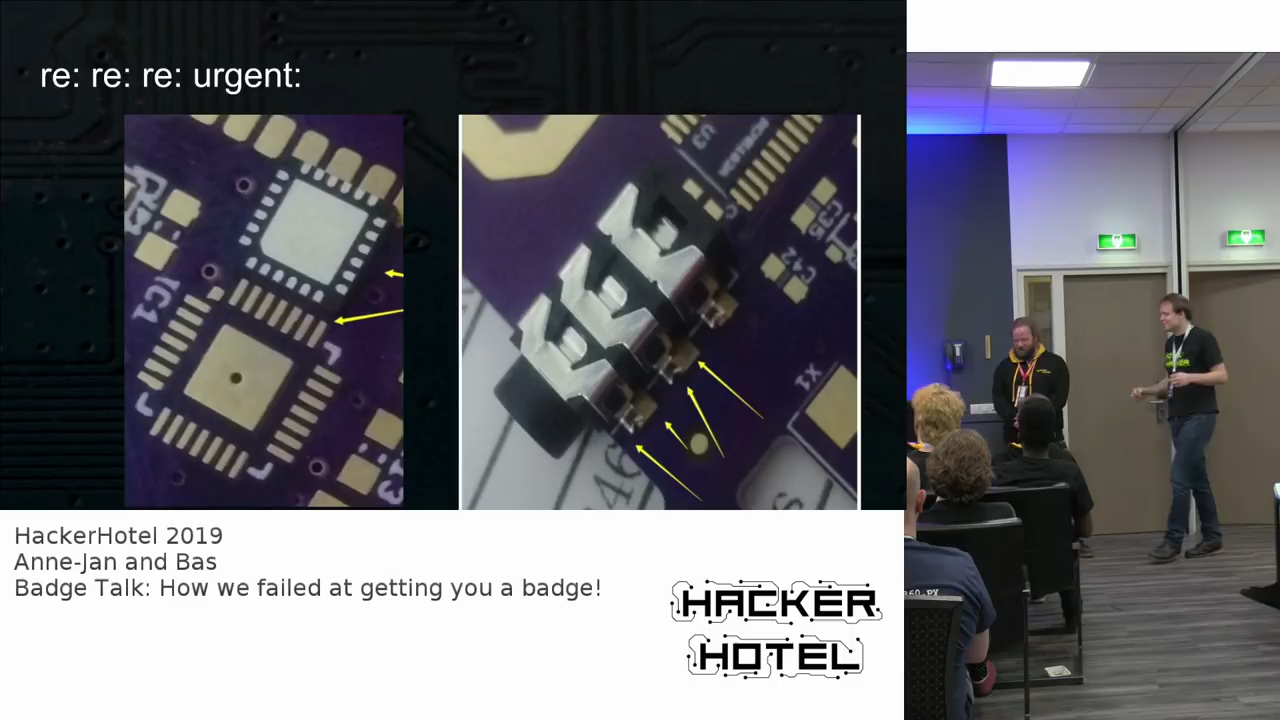 re: re: re: urgent:
U3
IC1
C35
C42
X1
46
HackerHotel 2019
Anne-Jan and Bas
Badge Talk: How we failed at getting you a badge!
HACKER
HOTEL